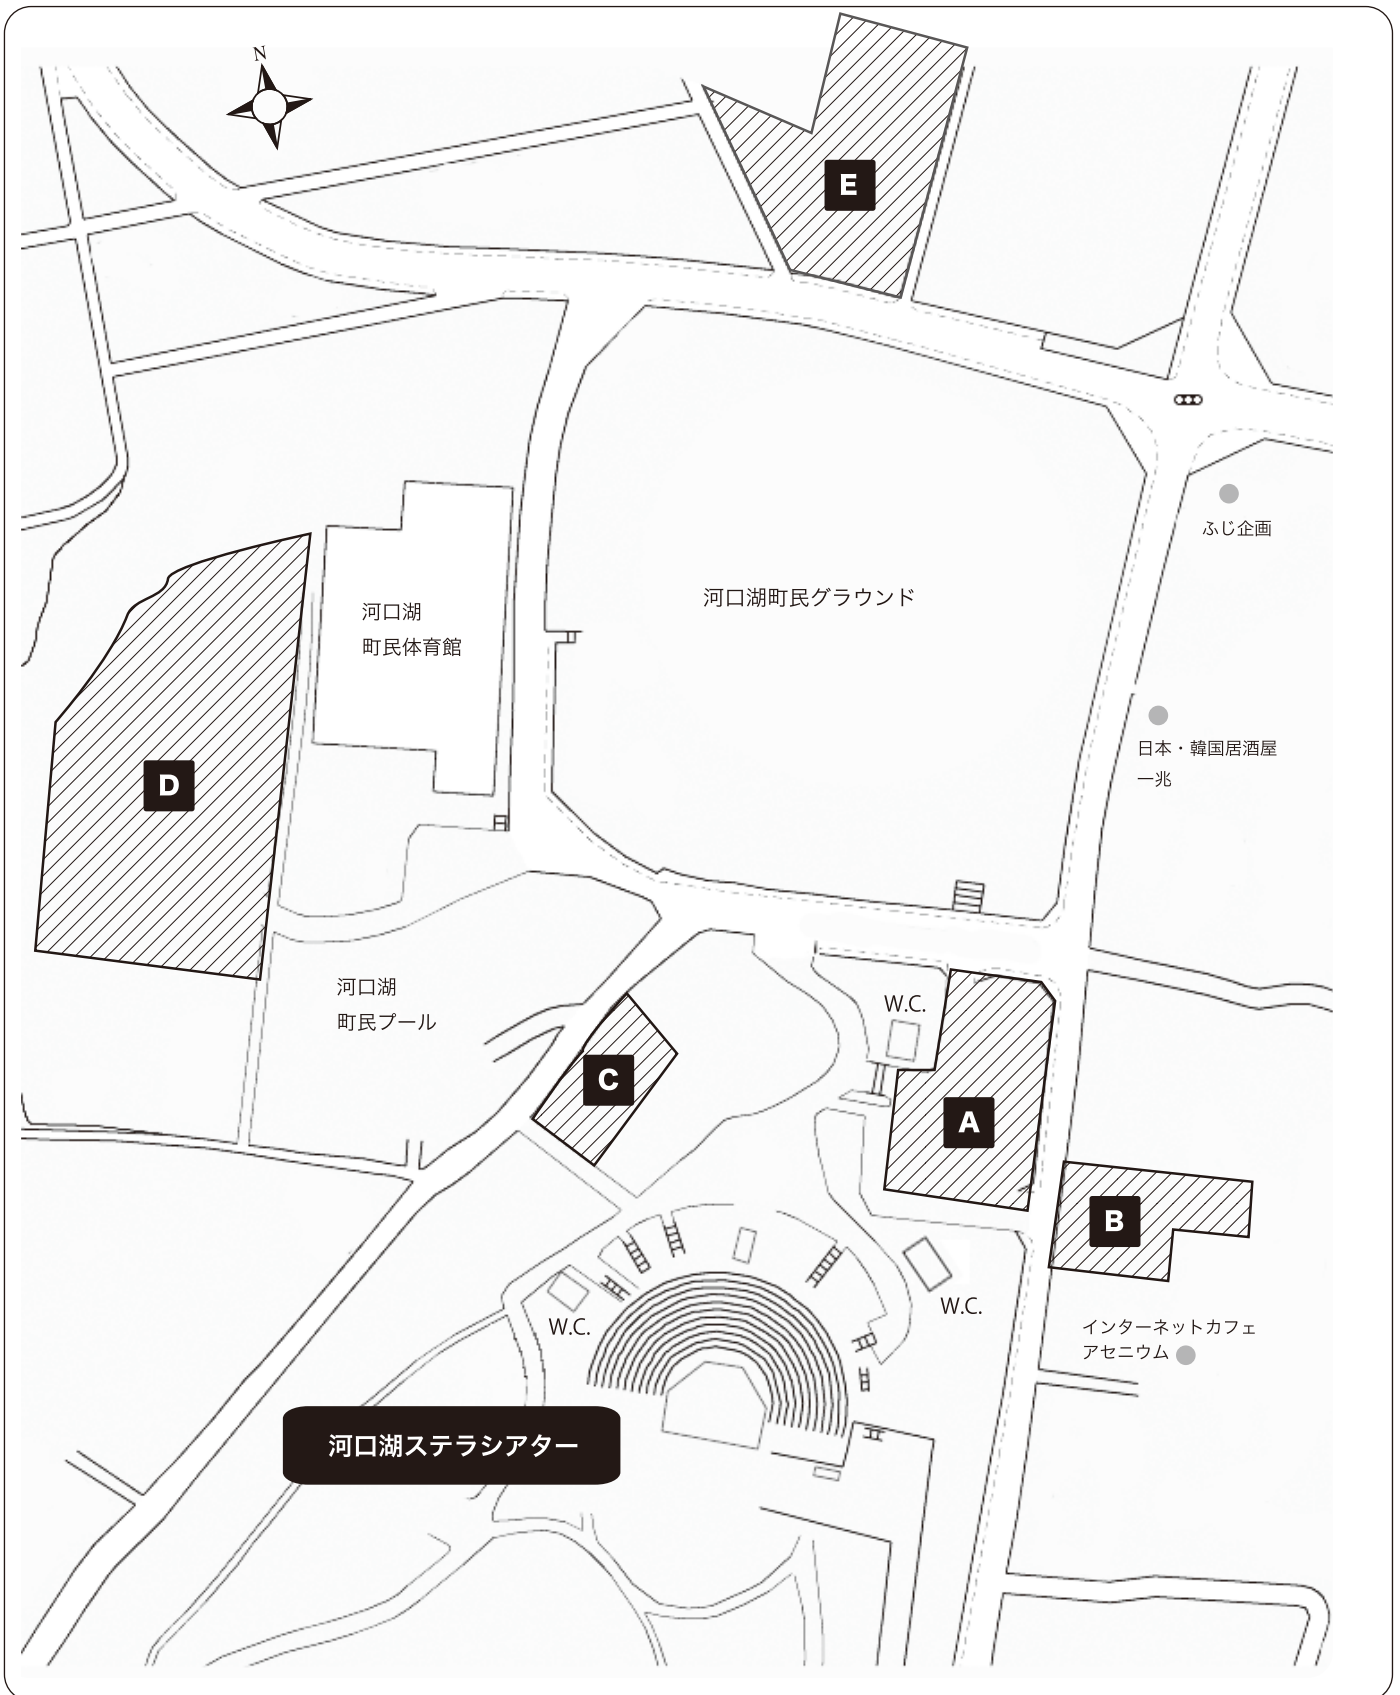 N
E
ふじ企画
河口湖町民グラウンド
河口湖
町民体育館
日本・韓国居酒屋
一兆
D
河口湖
町民プール
W.C.
C
A
B
W.C.
W.C.
インターネットカフェ
アセニウム
河口湖ステラシアター